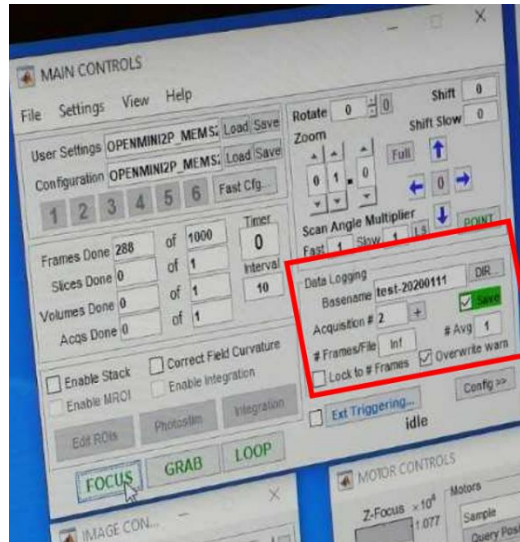 MAIN CONTROLS
File Settings View Help
User Settings OPENMINI2P_MEMS: Load Save
Configuration OPENMINI2P_MEMS: Load Save
1 2 3 4 5 6 Fast Cfg...
Frames Done 288 of 1000
Slices Done 0 of 1
Volumes Done 0 of 1
Acqs Done 0 of 1
Timer
0
Interval
10
Enable Stack Correct Field Curvature
Enable MROI Enable Integration
Edit ROIs Photostim Integration
FOCUS GRAB LOOP
Rotate 0 0 Shift 0
Zoom Shift Slow 0
0 1 . 0 Full 0
Scan Angle Multiplier
Fast 1 Slow 1 LS POINT
Data Logging
Basename test-20200111 DIR...
Acquisition # 2 + Save
# Frames/File Inf # Avg 1
Lock to # Frames Overwrite warn
Ext Triggering... Config >>
idle
IMAGE CON...
MOTOR CONTROLS
Z-Focus ×10⁴ Motors
1.077 Sample
Query Pos